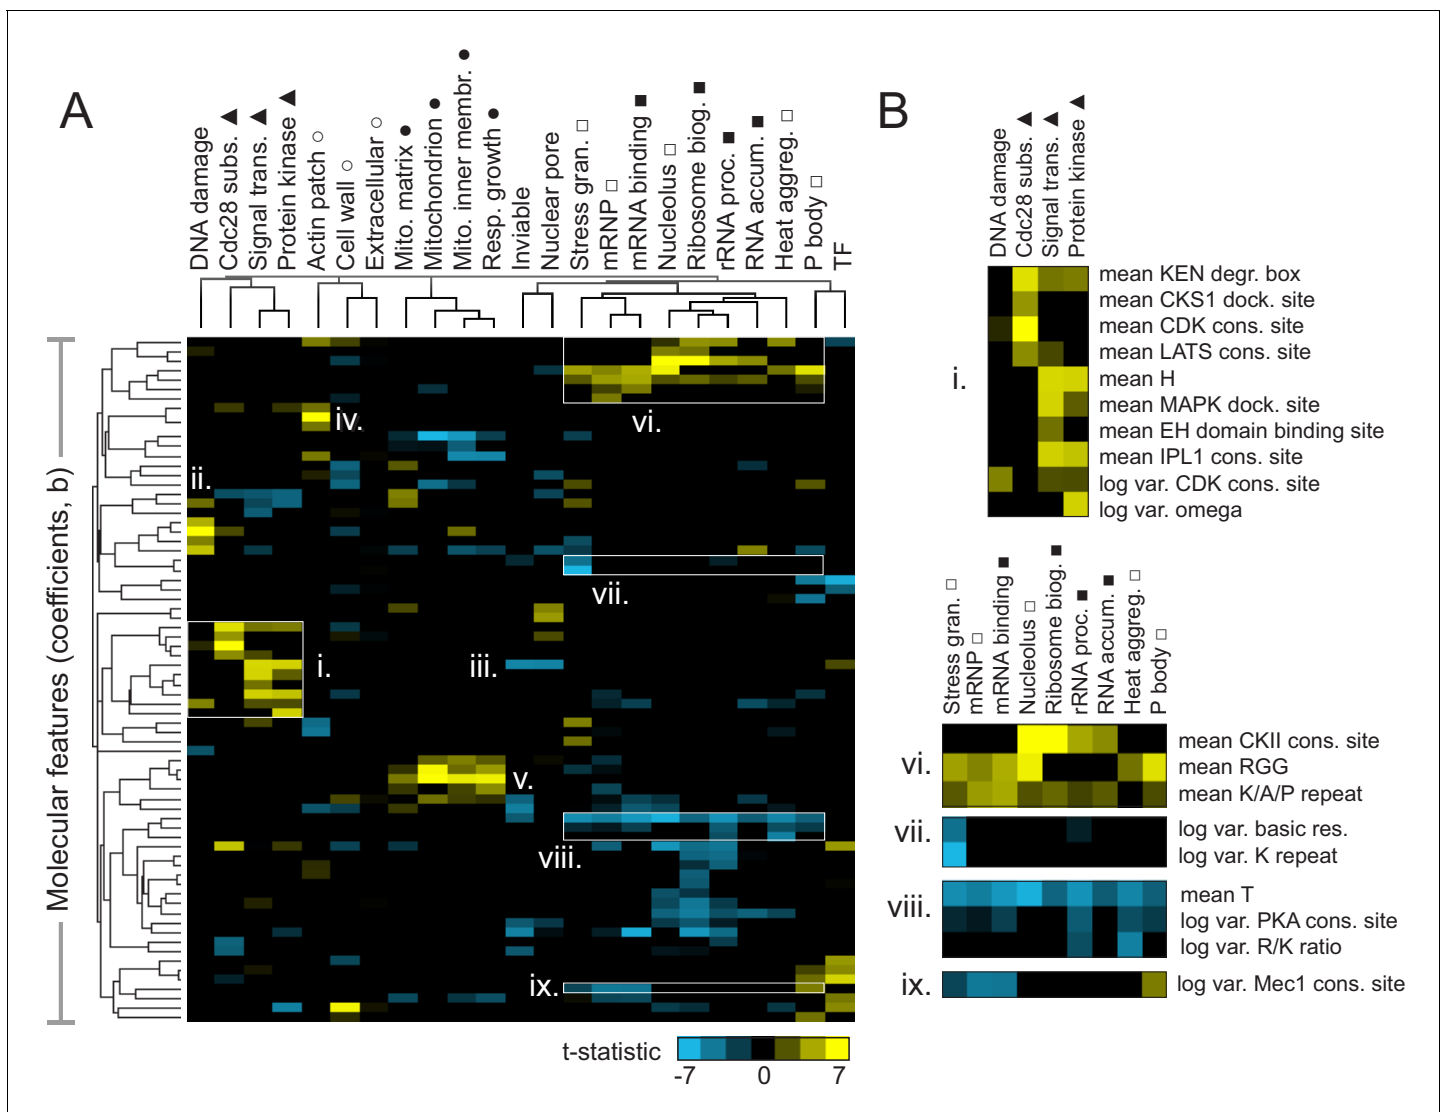 A
DNA damage
Cdc28 subs. ▲
Signal trans. ▲
Protein kinase ▲
Actin patch ○
Cell wall ○
Extracellular ○
Mito. matrix ●
Mitochondrion ●
Mito. inner membr. ●
Resp. growth ●
Inviable
Nuclear pore
Stress gran. □
mRNP □
mRNA binding ■
Nucleolus □
Ribosome biog. ■
rRNA proc. ■
RNA accum. ■
Heat aggreg. □
P body □
TF
Molecular features (coefficients, b)
i.
ii.
iii.
iv.
v.
vi.
vii.
viii.
ix.
t-statistic
-7 0 7
B
DNA damage
Cdc28 subs. ▲
Signal trans. ▲
Protein kinase ▲
i.
mean KEN degr. box
mean CKS1 dock. site
mean CDK cons. site
mean LATS cons. site
mean H
mean MAPK dock. site
mean EH domain binding site
mean IPL1 cons. site
log var. CDK cons. site
log var. omega
Stress gran. □
mRNP □
mRNA binding ■
Nucleolus □
Ribosome biog. ■
rRNA proc. ■
RNA accum. ■
Heat aggreg. □
P body □
vi.
mean CKII cons. site
mean RGG
mean K/A/P repeat
vii.
log var. basic res.
log var. K repeat
viii.
mean T
log var. PKA cons. site
log var. R/K ratio
ix.
log var. Mec1 cons. site